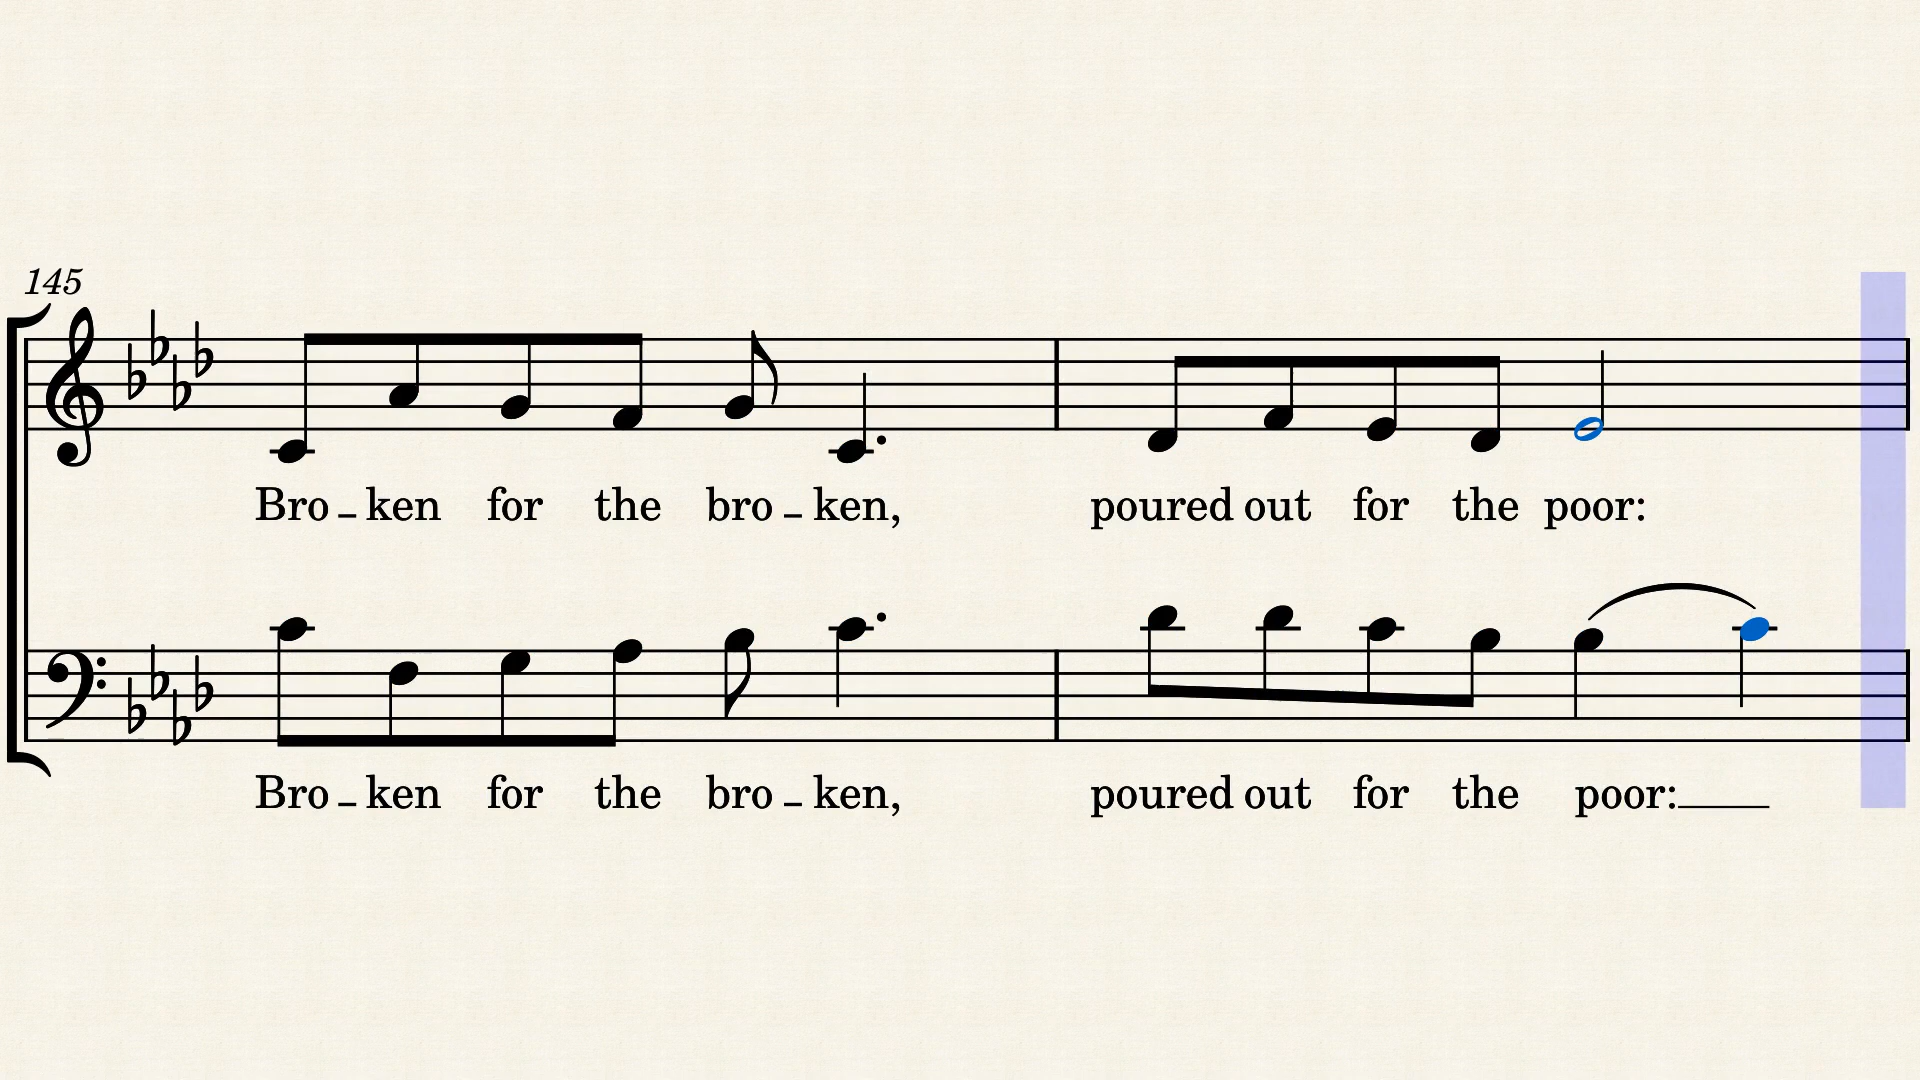 145
Bro – ken for the bro – ken, poured out for the poor:
Bro – ken for the bro – ken, poured out for the poor: